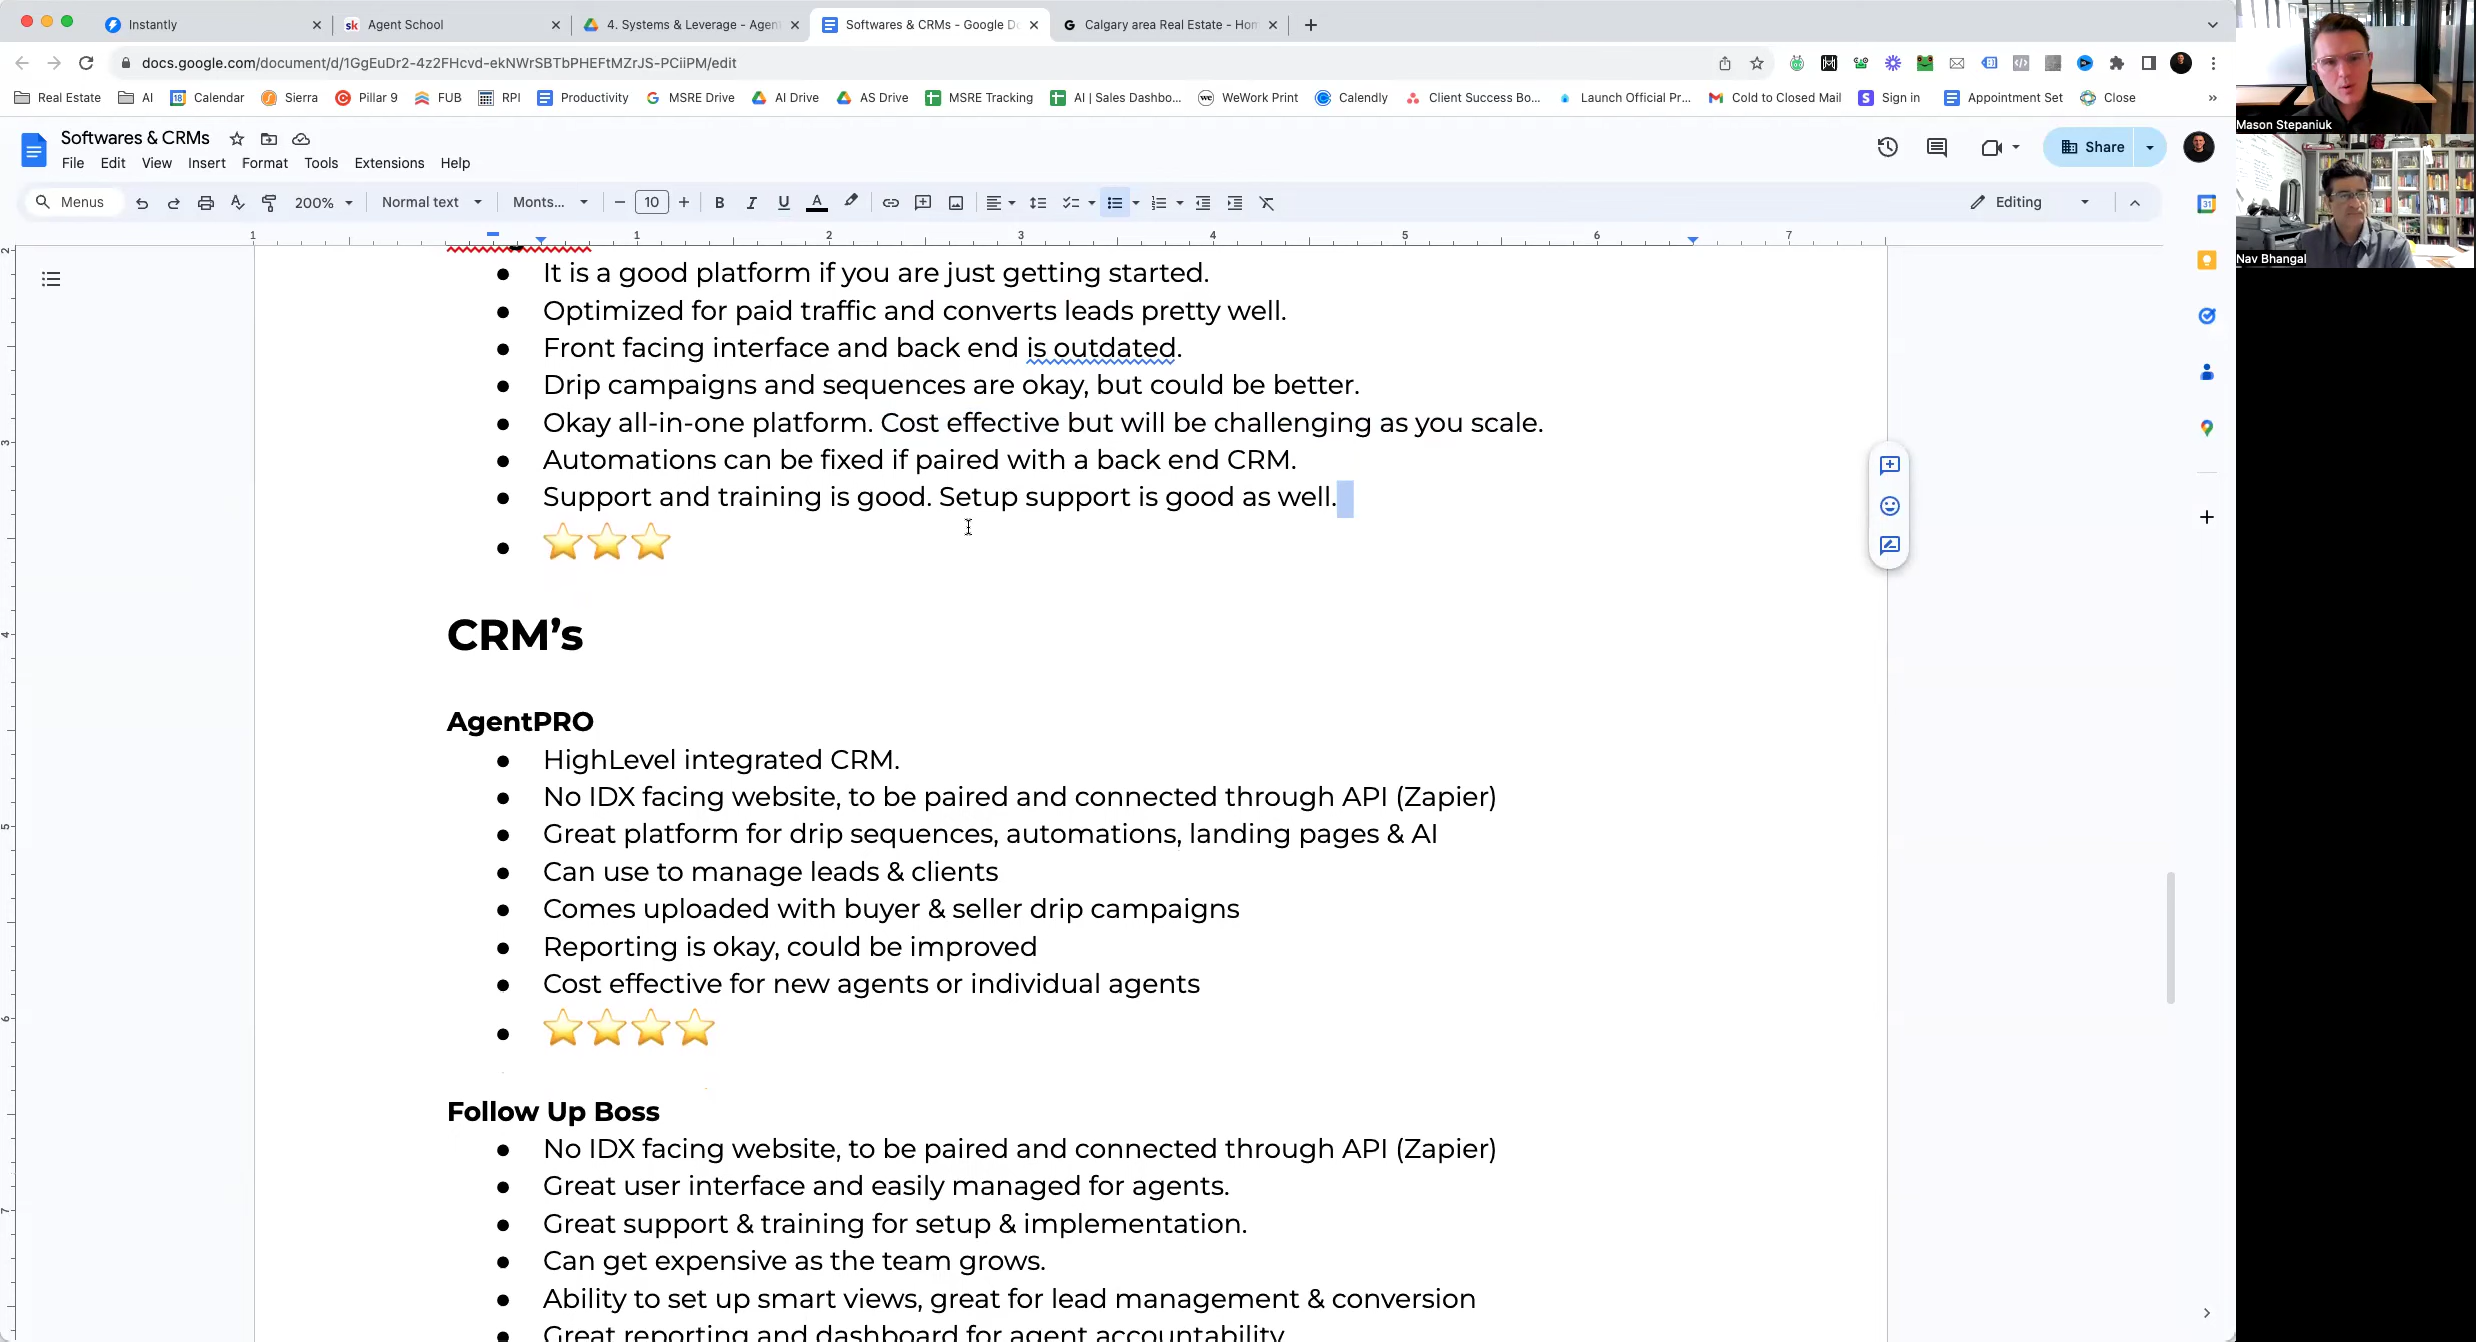 Instantly
Agent School
4. Systems & Leverage - Agen
Softwares & CRMs - Google Do
Calgary area Real Estate - Hom
docs.google.com/document/d/1GgEuDr2-4z2FHcvd-ekNWrSBTbPHEFtMZrJS-PCiiPM/edit
Real Estate
AI
Calendar
Sierra
Pillar 9
FUB
RPI
Productivity
MSRE Drive
AI Drive
AS Drive
MSRE Tracking
AI | Sales Dashbo...
WeWork Print
Calendly
Client Success Bo...
Launch Official Pr...
Cold to Closed Mail
Sign in
Appointment Set
Close
Softwares & CRMs
File Edit View Insert Format Tools Extensions Help
Share
Menus
200%
Normal text
Monts...
10
Editing
1 1 2 3 4 5 6 7
It is a good platform if you are just getting started.
Optimized for paid traffic and converts leads pretty well.
Front facing interface and back end is outdated.
Drip campaigns and sequences are okay, but could be better.
Okay all-in-one platform. Cost effective but will be challenging as you scale.
Automations can be fixed if paired with a back end CRM.
Support and training is good. Setup support is good as well.
⭐⭐⭐
CRM’s
AgentPRO
HighLevel integrated CRM.
No IDX facing website, to be paired and connected through API (Zapier)
Great platform for drip sequences, automations, landing pages & AI
Can use to manage leads & clients
Comes uploaded with buyer & seller drip campaigns
Reporting is okay, could be improved
Cost effective for new agents or individual agents
⭐⭐⭐⭐
Follow Up Boss
No IDX facing website, to be paired and connected through API (Zapier)
Great user interface and easily managed for agents.
Great support & training for setup & implementation.
Can get expensive as the team grows.
Ability to set up smart views, great for lead management & conversion
Great reporting and dashboard for agent accountability
Mason Stepaniuk
Nav Bhangal